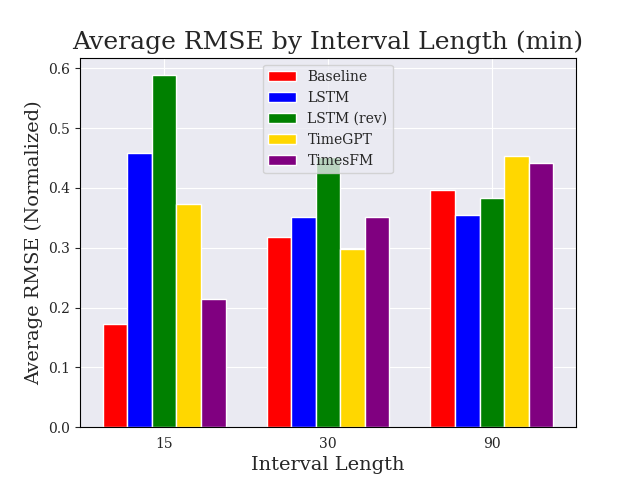 Average RMSE by Interval Length (min)
Average RMSE (Normalized)
0.6
0.5
0.4
0.3
0.2
0.1
0.0
Baseline
LSTM
LSTM (rev)
TimeGPT
TimesFM
15
30
90
Interval Length